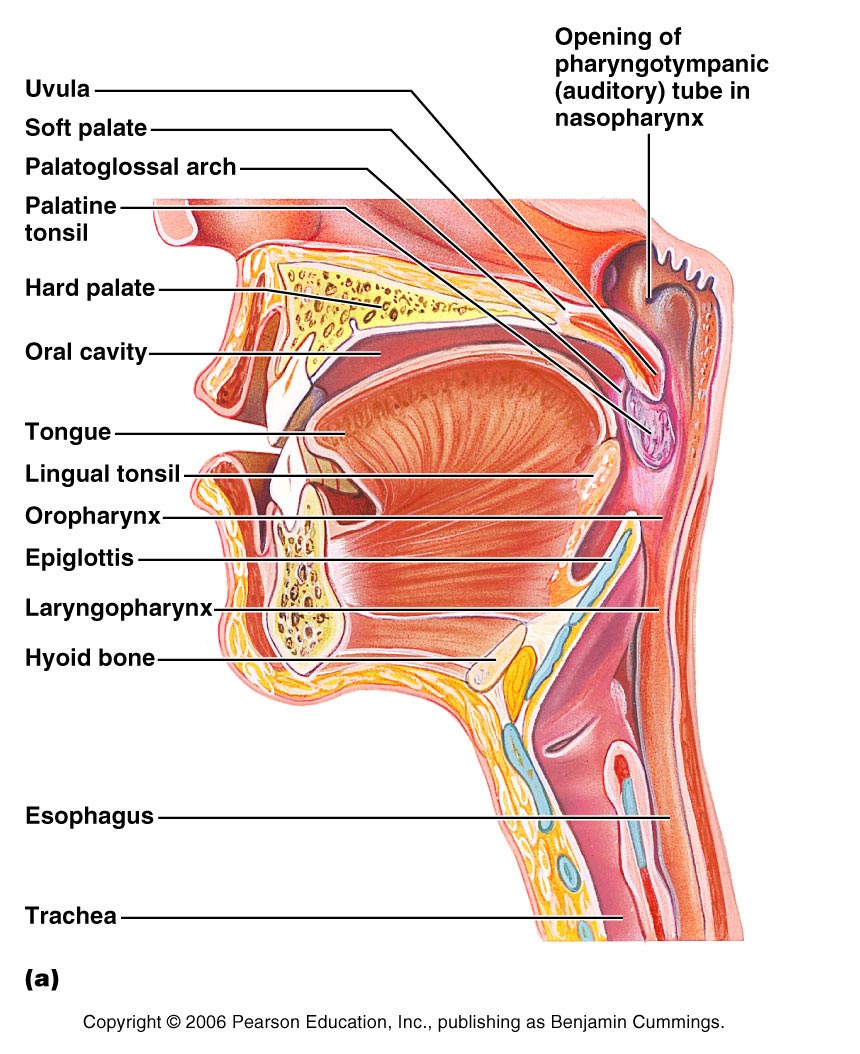 Opening of
pharyngotympanic
(auditory) tube in
nasopharynx
Uvula
Soft palate
Palatoglossal arch
Palatine
tonsil
Hard palate
Oral cavity
Tongue
Lingual tonsil
Oropharynx
Epiglottis
Laryngopharynx
Hyoid bone
Esophagus
Trachea
(a)
Copyright © 2006 Pearson Education, Inc., publishing as Benjamin Cummings.